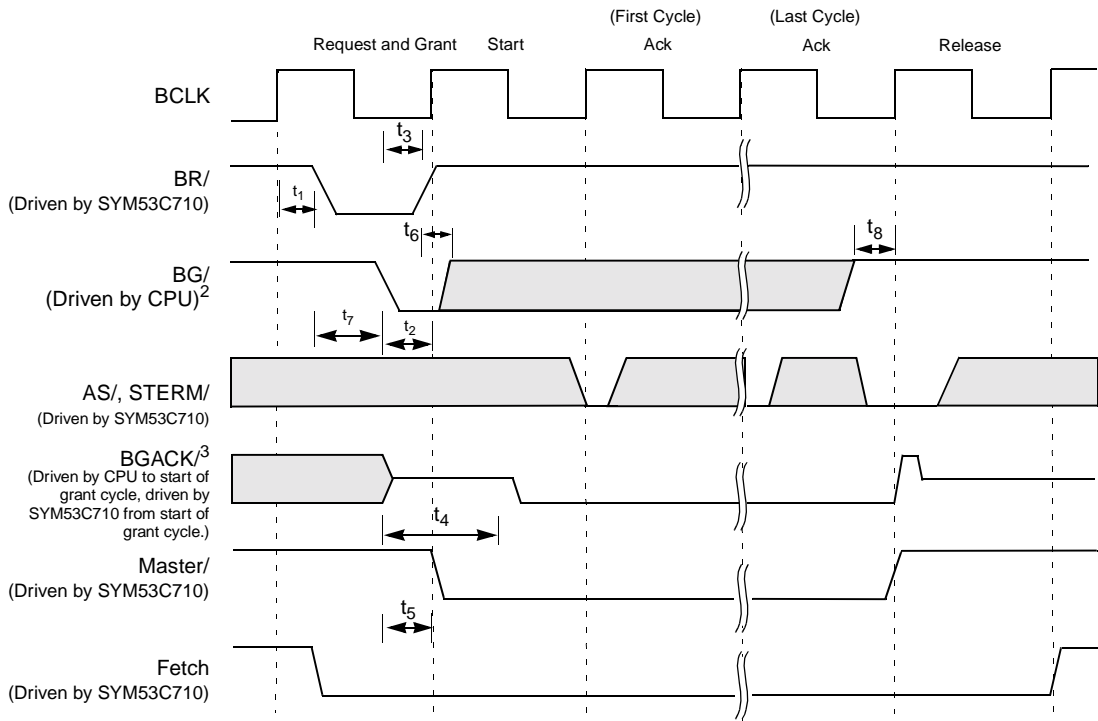 (First Cycle)
(Last Cycle)
Request and Grant
Start
Ack
Ack
Release
BCLK
t3
BR/
(Driven by SYM53C710)
t1
t6
t8
BG/
(Driven by CPU)2
t7
t2
AS/, STERM/
(Driven by SYM53C710)
BGACK/3
(Driven by CPU to start of
grant cycle, driven by
SYM53C710 from start of
grant cycle.)
t4
Master/
(Driven by SYM53C710)
t5
Fetch
(Driven by SYM53C710)